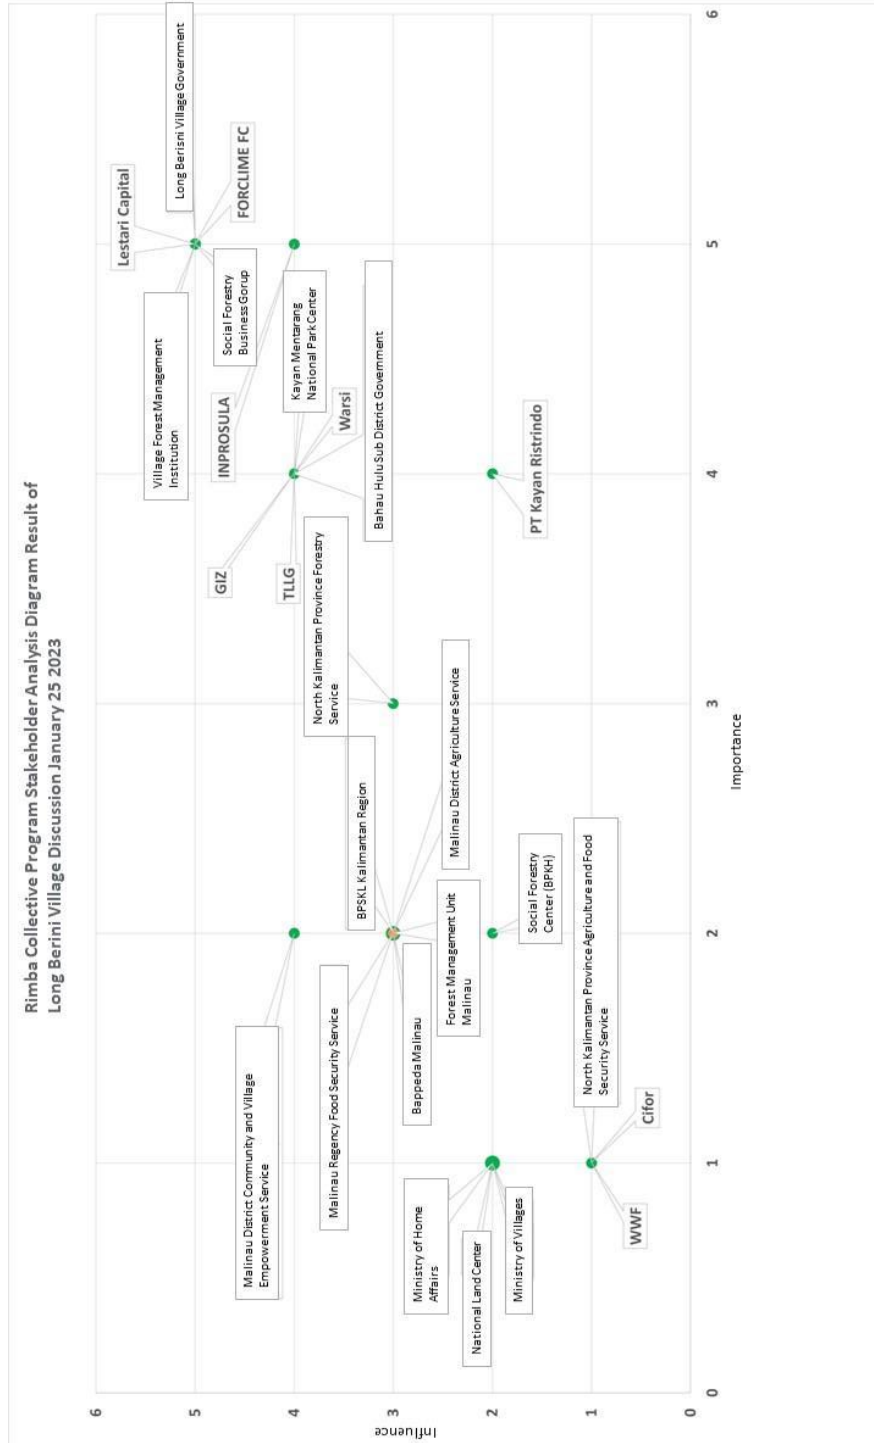 Rimba Collective Program Stakeholder Analysis Diagram Result of
Long Berini Village Discussion January 25 2023
6
5
4
3
2
1
0
Influence
0
1
2
3
4
5
6
Importance
Lestari Capital
Long Berisni Village Government
FORCLIME FC
Village Forest Management
Institution
Social Forestry
Business Gorup
INPROSULA
Kayan Mentarang
National Park Center
Warsi
Bahau Hulu Sub District Government
GIZ
TLLG
PT Kayan Ristrindo
North Kalimantan Province Forestry
Service
BPSKL Kalimantan Region
Malinau District Agriculture Service
Malinau District Community and Village
Empowerment Service
Malinau Regency Food Security Service
Bappeda Malinau
Forest Management Unit
Malinau
Social Forestry
Center (BPKH)
North Kalimantan Province Agriculture and Food
Security Service
Ministry of Home
Affairs
National Land Center
Ministry of Villages
WWF
Cifor